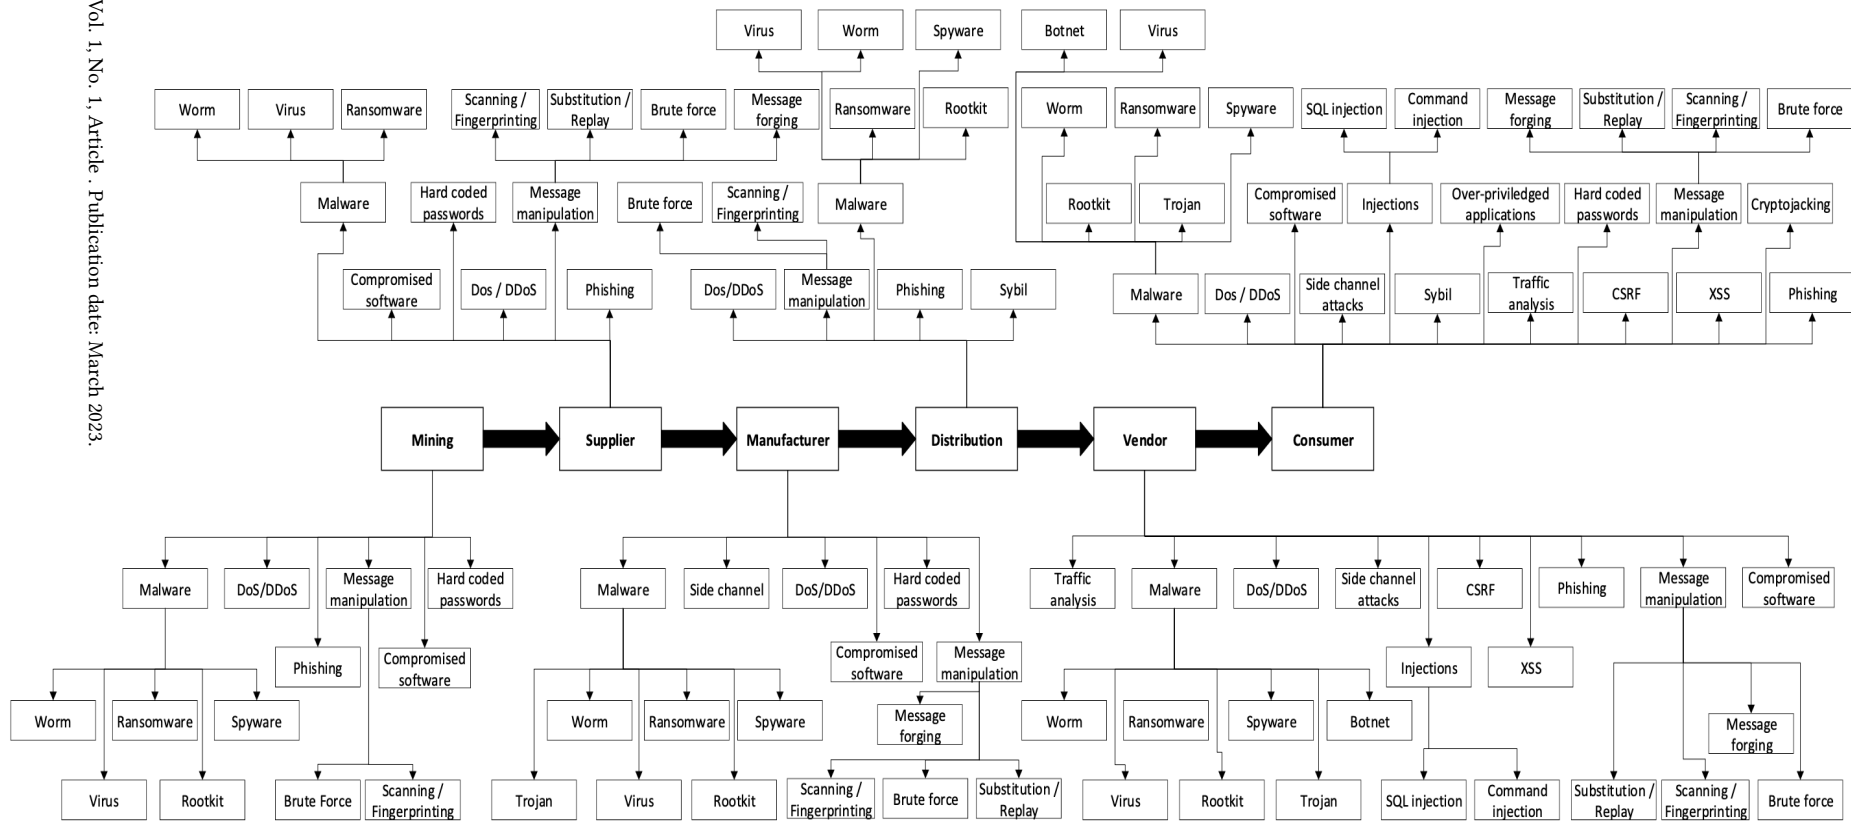 Vol. 1, No. 1, Article . Publication date: March 2023.
Virus
Worm
Spyware
Botnet
Virus
Worm
Virus
Ransomware
Scanning /
Fingerprinting
Substitution /
Replay
Brute force
Message
forging
Ransomware
Rootkit
Worm
Ransomware
Spyware
SQL injection
Command
injection
Message
forging
Substitution /
Replay
Scanning /
Fingerprinting
Brute force
Malware
Hard coded
passwords
Message
manipulation
Brute force
Scanning /
Fingerprinting
Malware
Rootkit
Trojan
Compromised
software
Injections
Over-priviledged
applications
Hard coded
passwords
Message
manipulation
Cryptojacking
Compromised
software
Dos / DDoS
Phishing
Dos/DDoS
Message
manipulation
Phishing
Sybil
Malware
Dos / DDoS
Side channel
attacks
Sybil
Traffic
analysis
CSRF
XSS
Phishing
Mining
Supplier
Manufacturer
Distribution
Vendor
Consumer
Malware
DoS/DDoS
Message
manipulation
Hard coded
passwords
Malware
Side channel
DoS/DDoS
Hard coded
passwords
Traffic
analysis
Malware
DoS/DDoS
Side channel
attacks
CSRF
Phishing
Message
manipulation
Compromised
software
Phishing
Compromised
software
Compromised
software
Message
manipulation
Injections
XSS
Worm
Ransomware
Spyware
Worm
Ransomware
Spyware
Message
forging
Worm
Ransomware
Spyware
Botnet
Message
forging
Virus
Rootkit
Brute Force
Scanning /
Fingerprinting
Trojan
Virus
Rootkit
Scanning /
Fingerprinting
Brute force
Substitution /
Replay
Virus
Rootkit
Trojan
SQL injection
Command
injection
Substitution /
Replay
Scanning /
Fingerprinting
Brute force